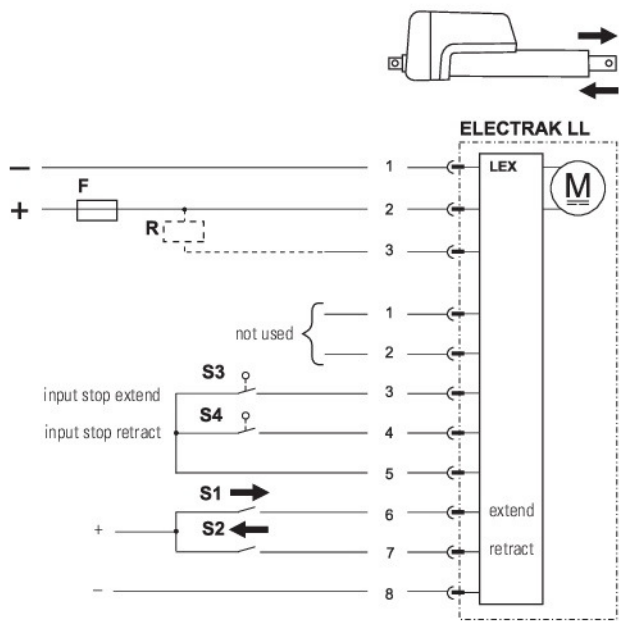 ELECTRAK LL
− 1 LEX
F
M
+ 2
R
3
1
not used
2
S3
input stop extend 3
S4
input stop retract 4
5
S1
6 extend
+ S2
7 retract
− 8